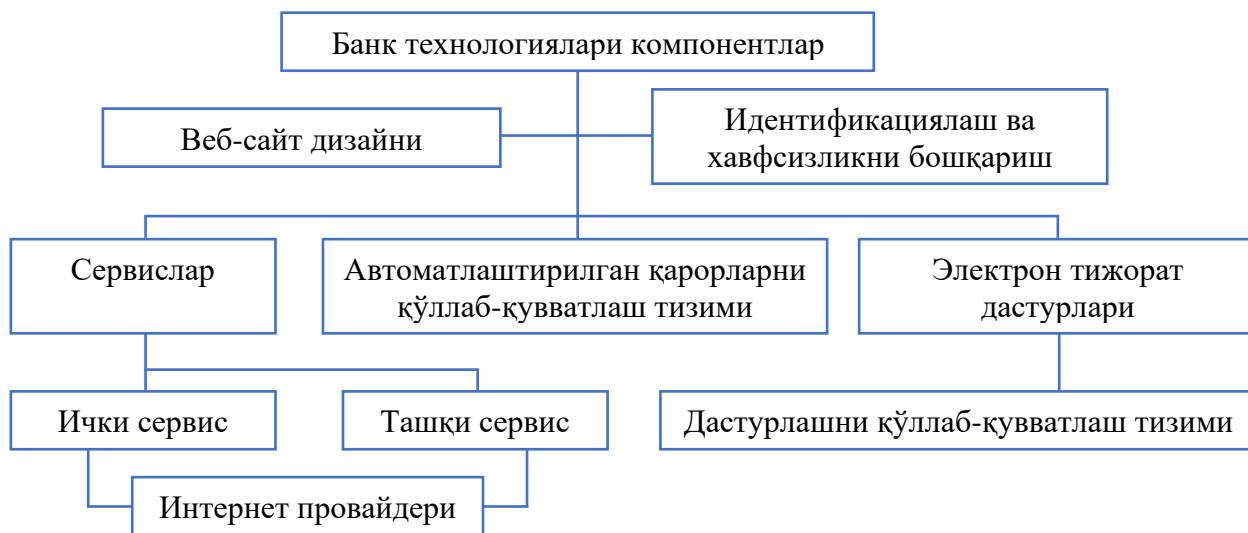 Банк технологиялари компонентлар
Веб-сайт дизайни
Идентификациялаш ва
хавфсизликни бошқариш
Сервислар
Автоматлаштирилган қарорларни
қўллаб-қувватлаш тизими
Электрон тижорат
дастурлари
Ички сервис
Ташқи сервис
Дастурлашни қўллаб-қувватлаш тизими
Интернет провайдери